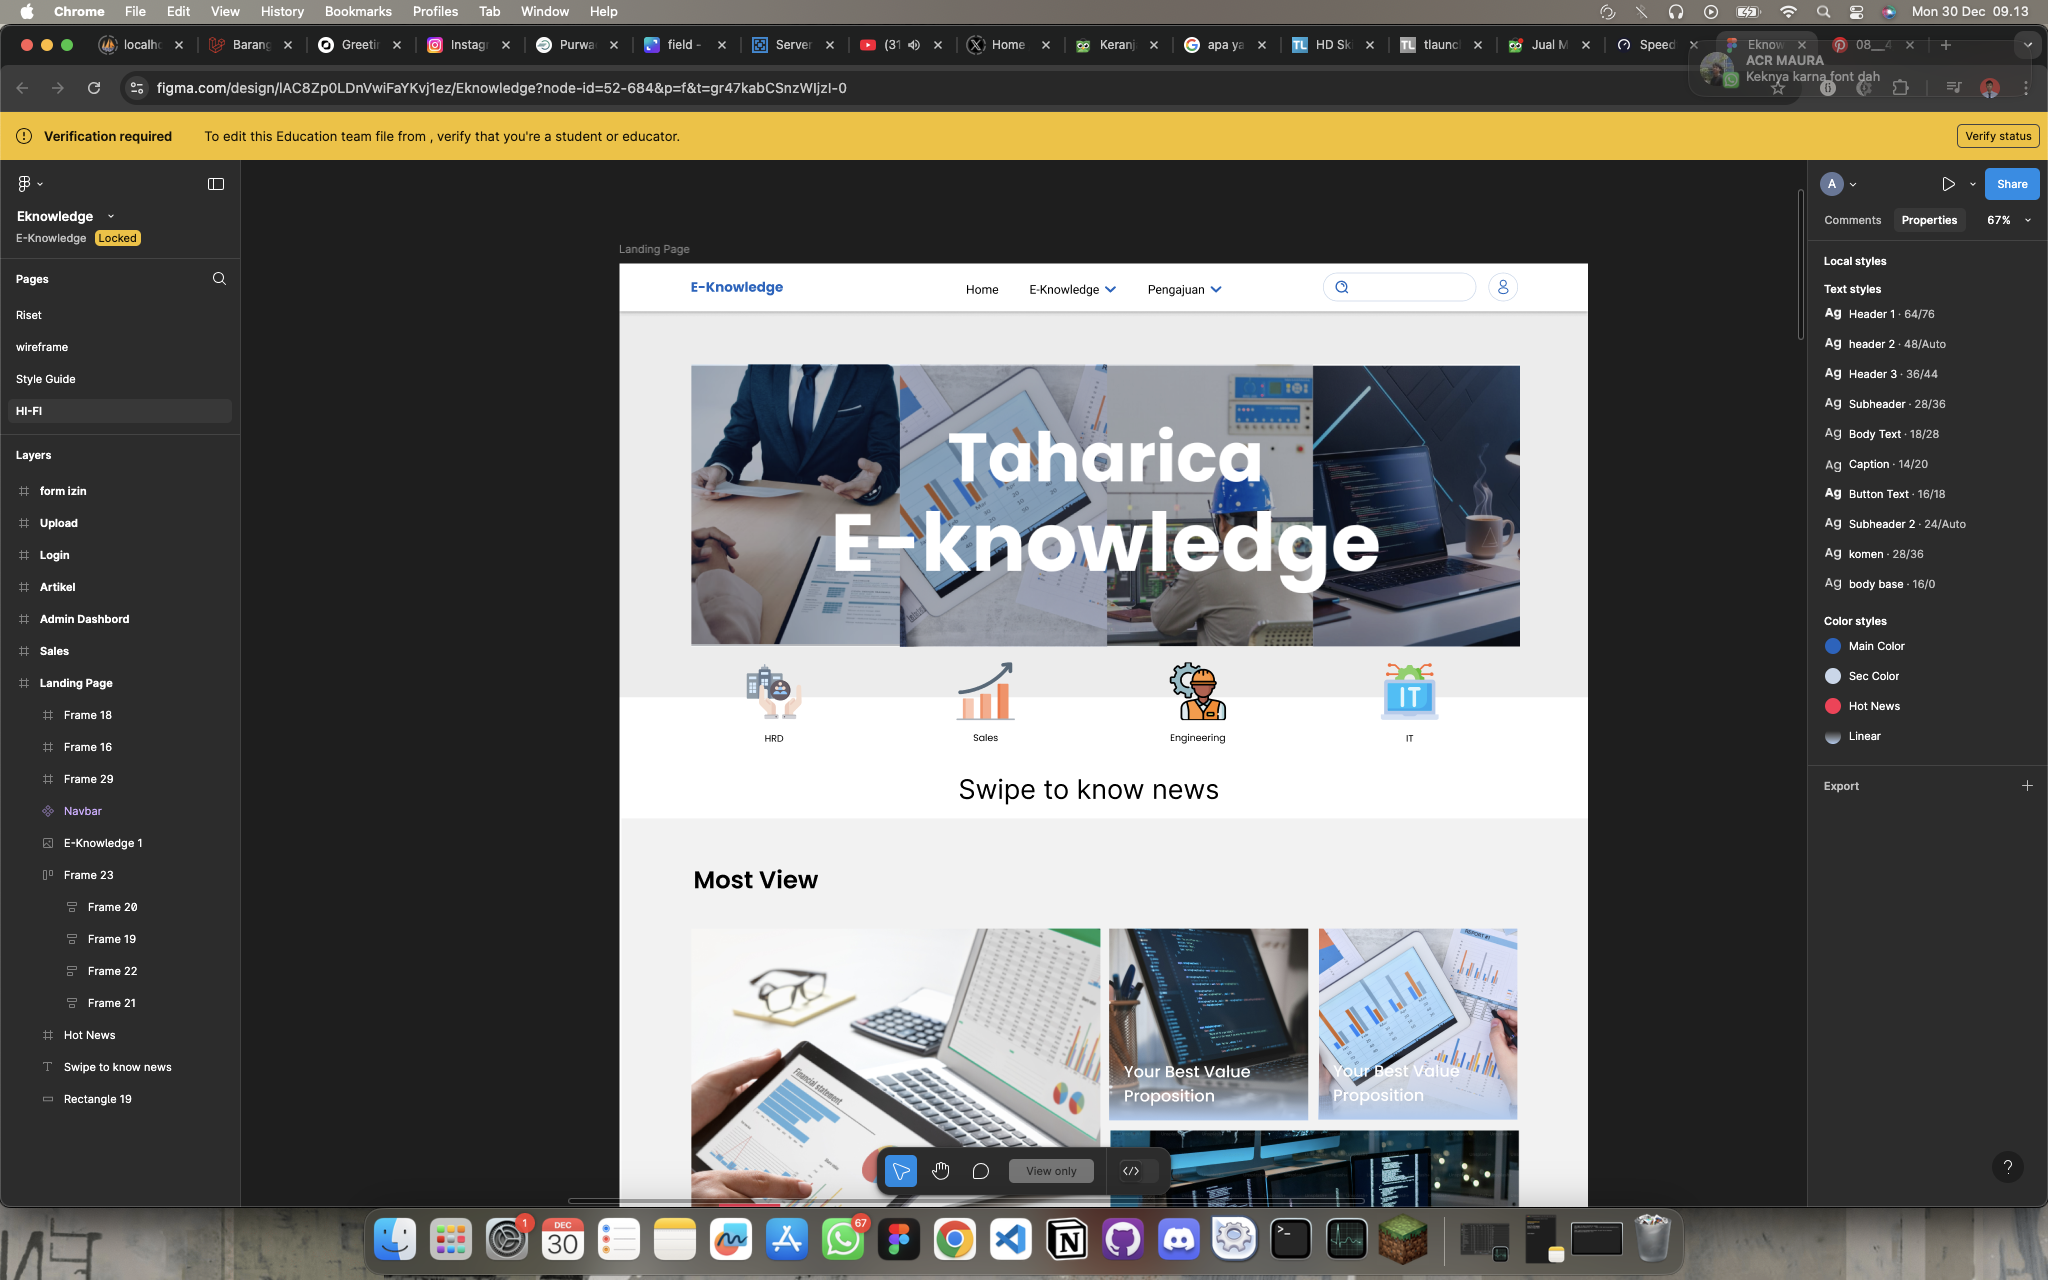 Chrome File Edit View History Bookmarks Profiles Tab Window Help
Mon 30 Dec 09.13
localho Barang Greetin Instagr Purwa field - Server (31 Home Keranj apa ya HD Sk tlaunc Jual M Speed Eknow 08__4
ACR MAURA
Keknya karna font dah
figma.com/design/IAC8Zp0LDnVwiFaYKvj1ez/Eknowledge?node-id=52-684&p=f&t=gr47kabCSnzWIjzI-0
Verification required To edit this Education team file from , verify that you're a student or educator.
Verify status
Eknowledge
E-Knowledge Locked
Pages
Riset
wireframe
Style Guide
HI-FI
Layers
form izin
Upload
Login
Artikel
Admin Dashbord
Sales
Landing Page
Frame 18
Frame 16
Frame 29
Navbar
E-Knowledge 1
Frame 23
Frame 20
Frame 19
Frame 22
Frame 21
Hot News
Swipe to know news
Rectangle 19
Landing Page
E-Knowledge
Home E-Knowledge Pengajuan
Taharica
E-knowledge
HRD Sales Engineering IT
IT
Swipe to know news
Most View
Financial statement
REPORT #1
Your Best Value
Proposition
Your Best Value
Proposition
View only
A
Share
Comments Properties 67%
Local styles
Text styles
Ag Header 1 · 64/76
Ag header 2 · 48/Auto
Ag Header 3 · 36/44
Ag Subheader · 28/36
Ag Body Text · 18/28
Ag Caption · 14/20
Ag Button Text · 16/18
Ag Subheader 2 · 24/Auto
Ag komen · 28/36
Ag body base · 16/0
Color styles
Main Color
Sec Color
Hot News
Linear
Export
?
1
DEC
30
67